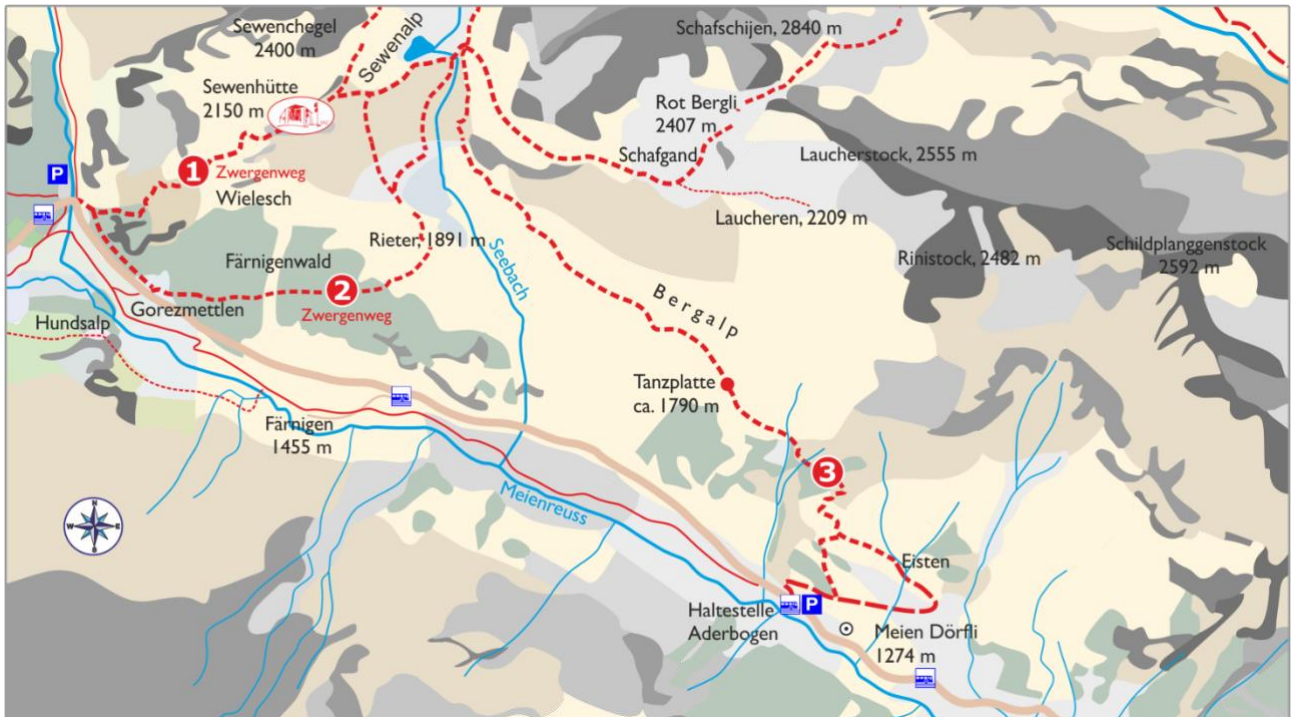 Sewenchegel
2400 m
Sewenalp
Schafschijen, 2840 m
Sewenhütte
2150 m
Rot Bergli
2407 m
Schafgand
Laucherstock, 2555 m
P
1
Zwergenweg
Wielesch
Laucheren, 2209 m
Rieter, 1891 m
Seebach
Färnigenwald
Rinistock, 2482 m
Schildplanggenstock
2592 m
2
Zwergenweg
Gorezmettlen
Hundsalp
Bergalp
Tanzplatte
ca. 1790 m
Färnigen
1455 m
3
Meienreuss
N
W E
S
Eisten
Haltestelle
Aderbogen
P
Meien Dörfli
1274 m